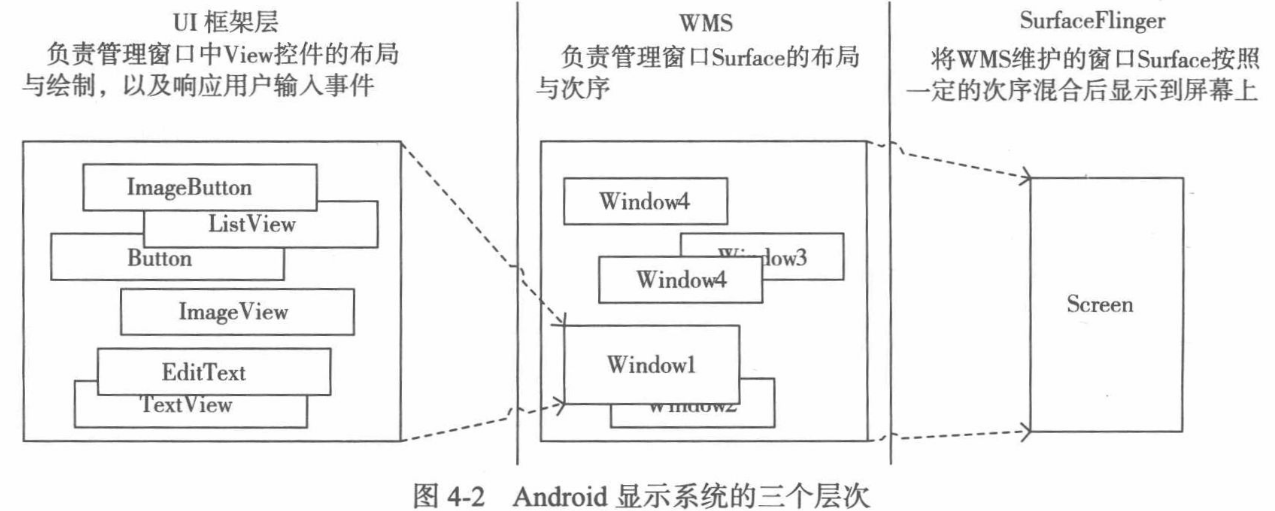 UI 框架层
负责管理窗口中View控件的布局
与绘制，以及响应用户输入事件
WMS
负责管理窗口Surface的布局
与次序
SurfaceFlinger
将WMS维护的窗口Surface按照
一定的次序混合后显示到屏幕上
ImageButton
ListView
Button
ImageView
EditText
TextView
Window4
Window3
Window4
Window1
Window2
Screen
图 4-2 Android 显示系统的三个层次